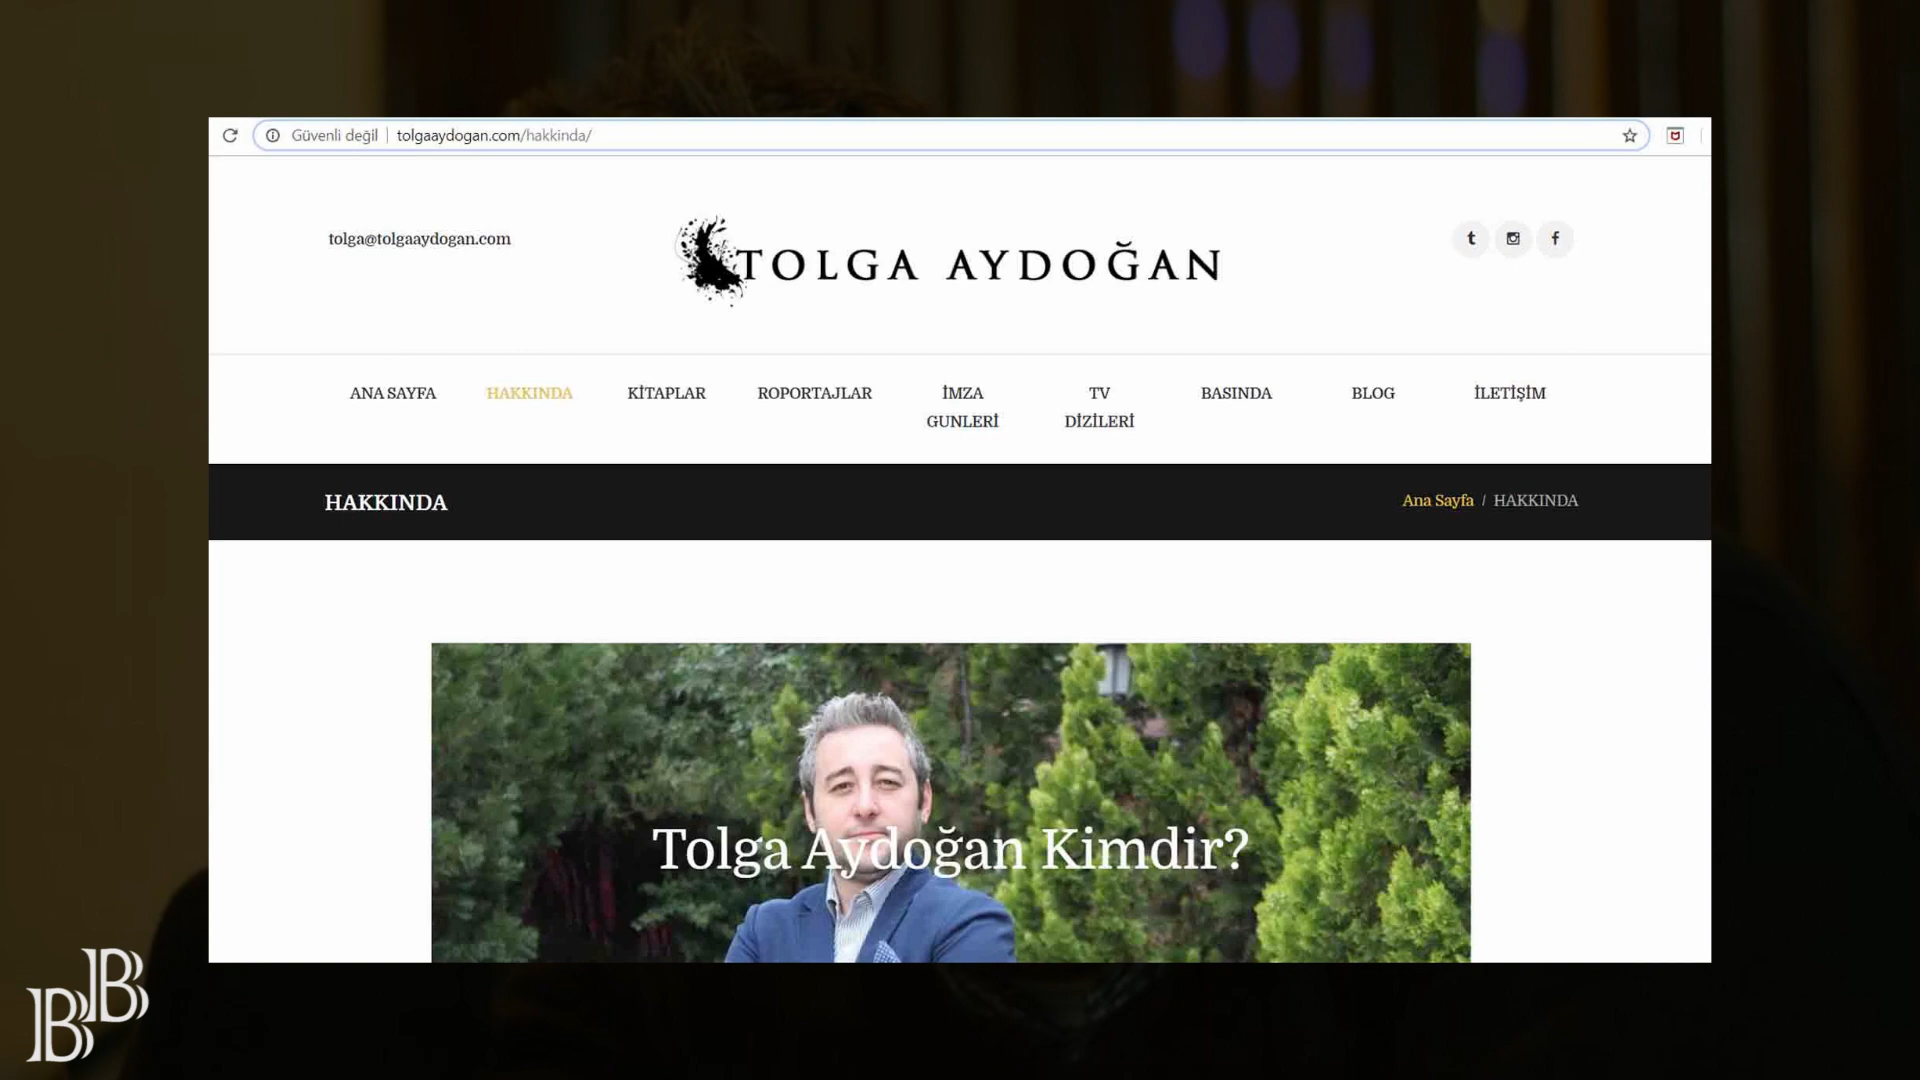 Güvenli değil | tolgaaydogan.com/hakkinda/
tolga@tolgaaydogan.com
TOLGA AYDOĞAN
ANA SAYFA HAKKINDA KİTAPLAR ROPORTAJLAR İMZA GUNLERİ TV DİZİLERİ BASINDA BLOG İLETİŞİM
HAKKINDA
Ana Sayfa / HAKKINDA
Tolga Aydoğan Kimdir?
BB